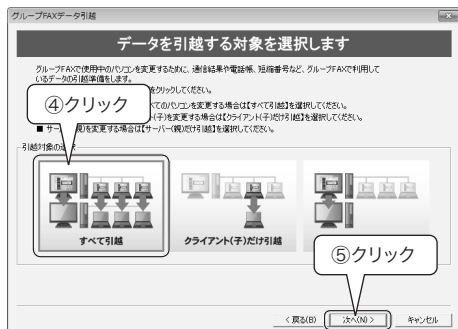 グループFAXデータ引越
データを引越する対象を選択します
グループFAXで使用中のパソコンを変更するために、通信結果や電話帳、短縮番号など、グループFAXで利用して
いるデータの引越準備をします。
をクリックしてください。
④クリック
てのパソコンを変更する場合は【すべて引越】を選択してください。
(子)を変更する場合は【クライアント(子)だけ引越】を選択してください。
■ サー
親)を変更する場合は【サーバー(親)だけ引越】を選択してください。
引越対象の選択
すべて引越
クライアント(子)だけ引越
⑤クリック
< 戻る(B)
次へ(N) >
キャンセル